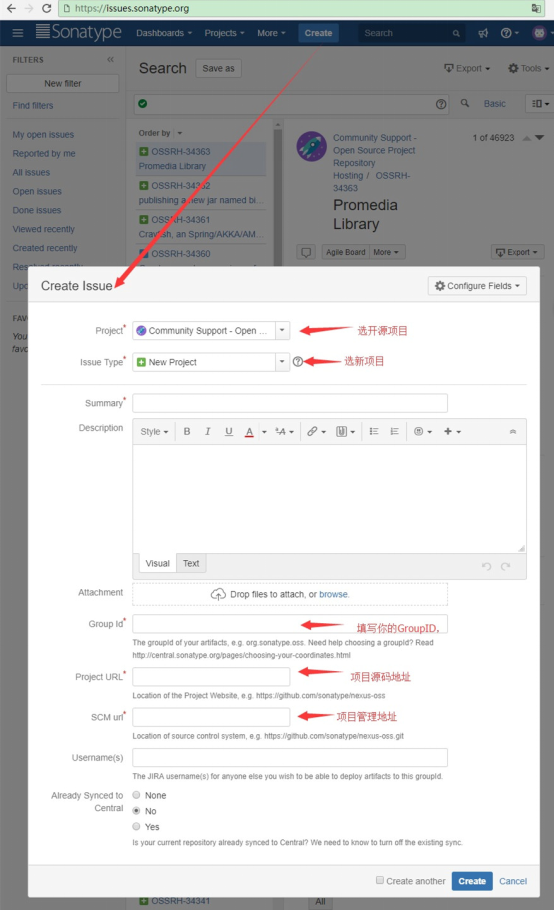 https://issues.sonatype.org
Sonatype Dashboards Projects More Create Search
FILTERS
New filter
Find filters
My open issues
Reported by me
All issues
Open issues
Done issues
Viewed recently
Created recently
Resolved recently
Search Save as Export Tools
Basic
Order by
OSSRH-34363
Promedia Library
OSSRH-34362
publishing a new jar named bi...
OSSRH-34361
Crayfish, an Spring/AKKA/AM...
OSSRH-34360
Community Support -
Open Source Project
Repository
Hosting / OSSRH-
34363
1 of 46923
Promedia
Library
Agile Board More Export
Create Issue
Configure Fields
Project* Community Support - Open ... 选开源项目
Issue Type* New Project 选新项目
Summary*
Description
Style B I U A
Visual Text
Attachment Drop files to attach, or browse.
Group Id* 填写你的GroupID，
The groupId of your artifacts, e.g. org.sonatype.oss. Need help choosing a groupId? Read
http://central.sonatype.org/pages/choosing-your-coordinates.html
Project URL* 项目源码地址
Location of the Project Website, e.g. https://github.com/sonatype/nexus-oss
SCM url* 项目管理地址
Location of source control system, e.g. https://github.com/sonatype/nexus-oss.git
Username(s)
The JIRA username(s) for anyone else you wish to be able to deploy artifacts to this groupId.
Already Synced to
Central
None
No
Yes
Is your current repository already synced to Central? We need to know to turn off the existing sync.
Create another Create Cancel
OSSRH-34341
All